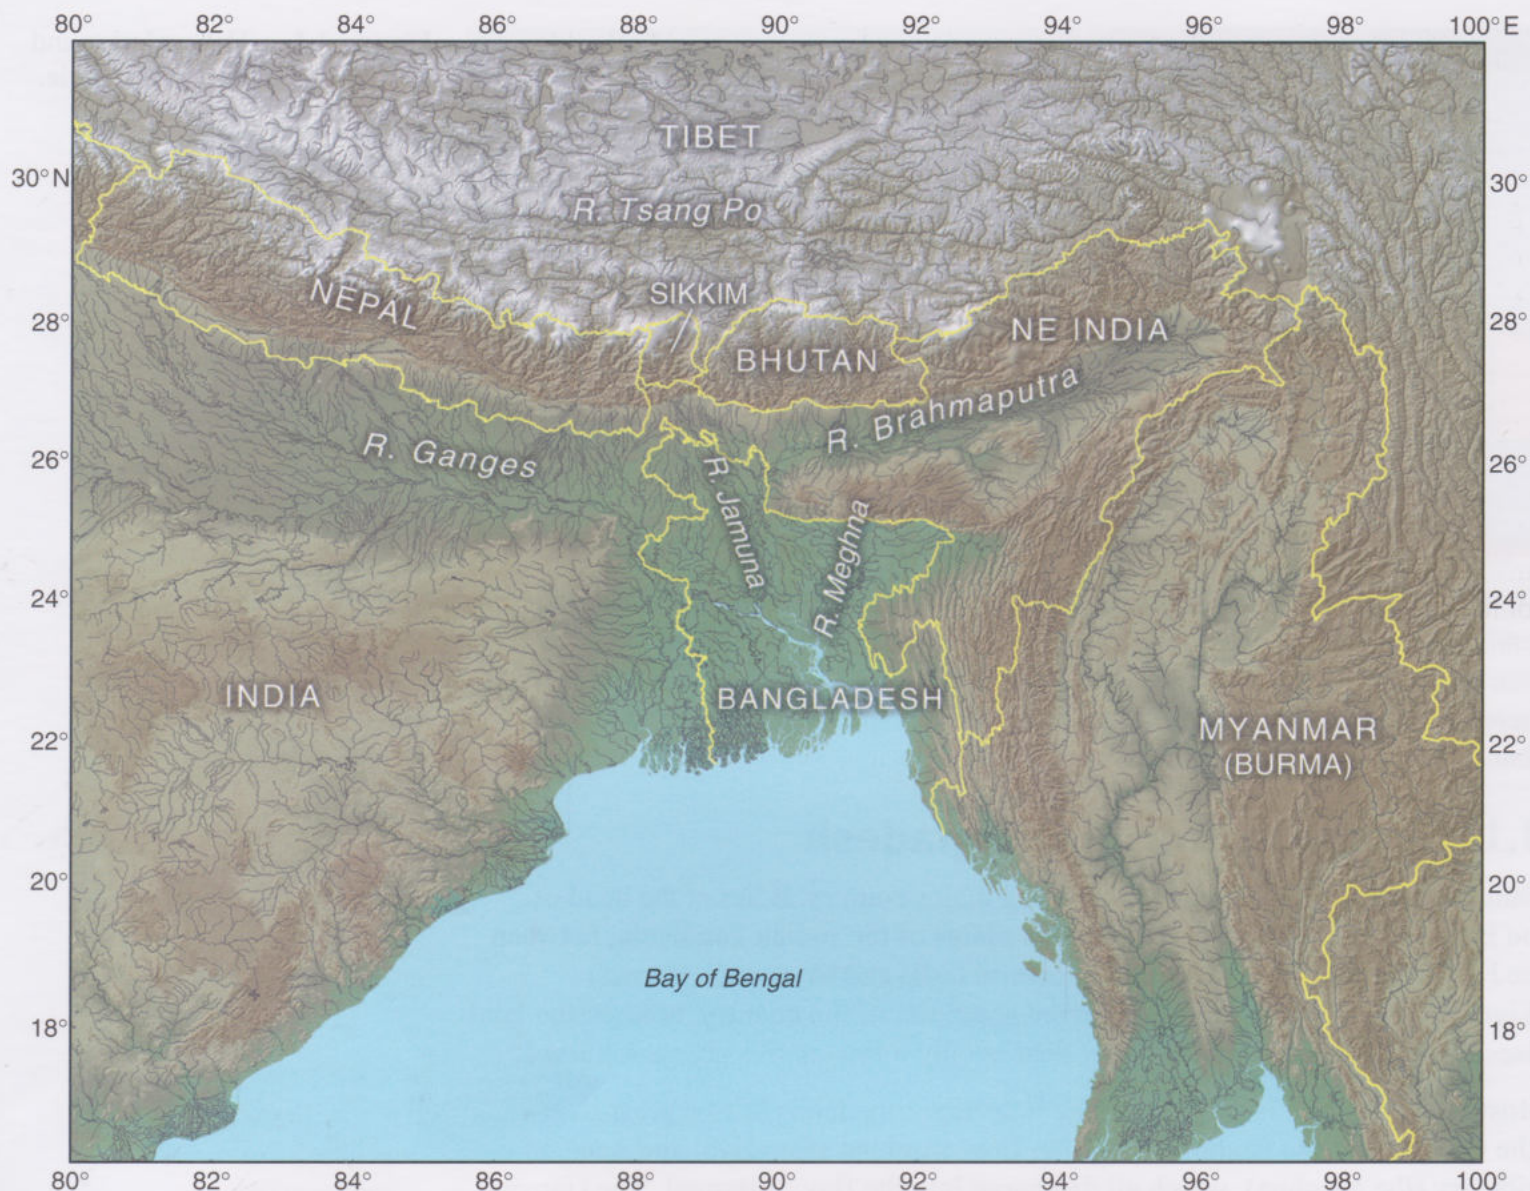 80° 82° 84° 86° 88° 90° 92° 94° 96° 98° 100° E
TIBET
30° N
30°
R. Tsang Po
SIKKIM
NEPAL
28°
NE INDIA
28°
BHUTAN
R. Brahmaputra
R. Ganges
26°
26°
R. Jamuna
R. Meghna
24°
24°
INDIA
BANGLADESH
22°
MYANMAR
(BURMA)
22°
20°
20°
Bay of Bengal
18°
18°
80° 82° 84° 86° 88° 90° 92° 94° 96° 98° 100°